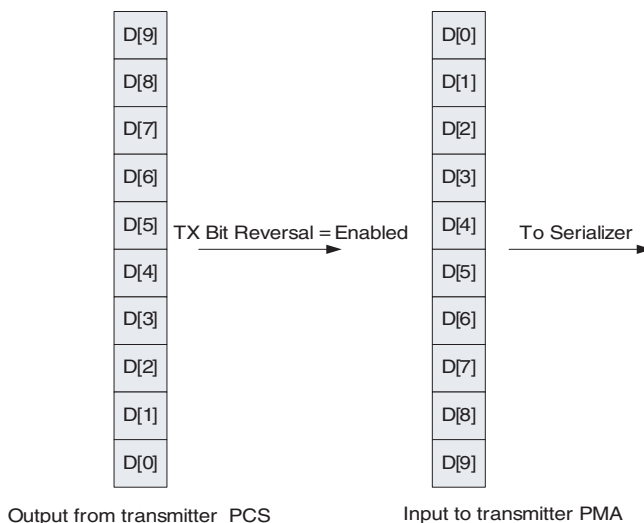 D[9]
D[8]
D[7]
D[6]
D[5]
D[4]
D[3]
D[2]
D[1]
D[0]
Output from transmitter PCS
TX Bit Reversal = Enabled
D[0]
D[1]
D[2]
D[3]
D[4]
D[5]
D[6]
D[7]
D[8]
D[9]
Input to transmitter PMA
To Serializer